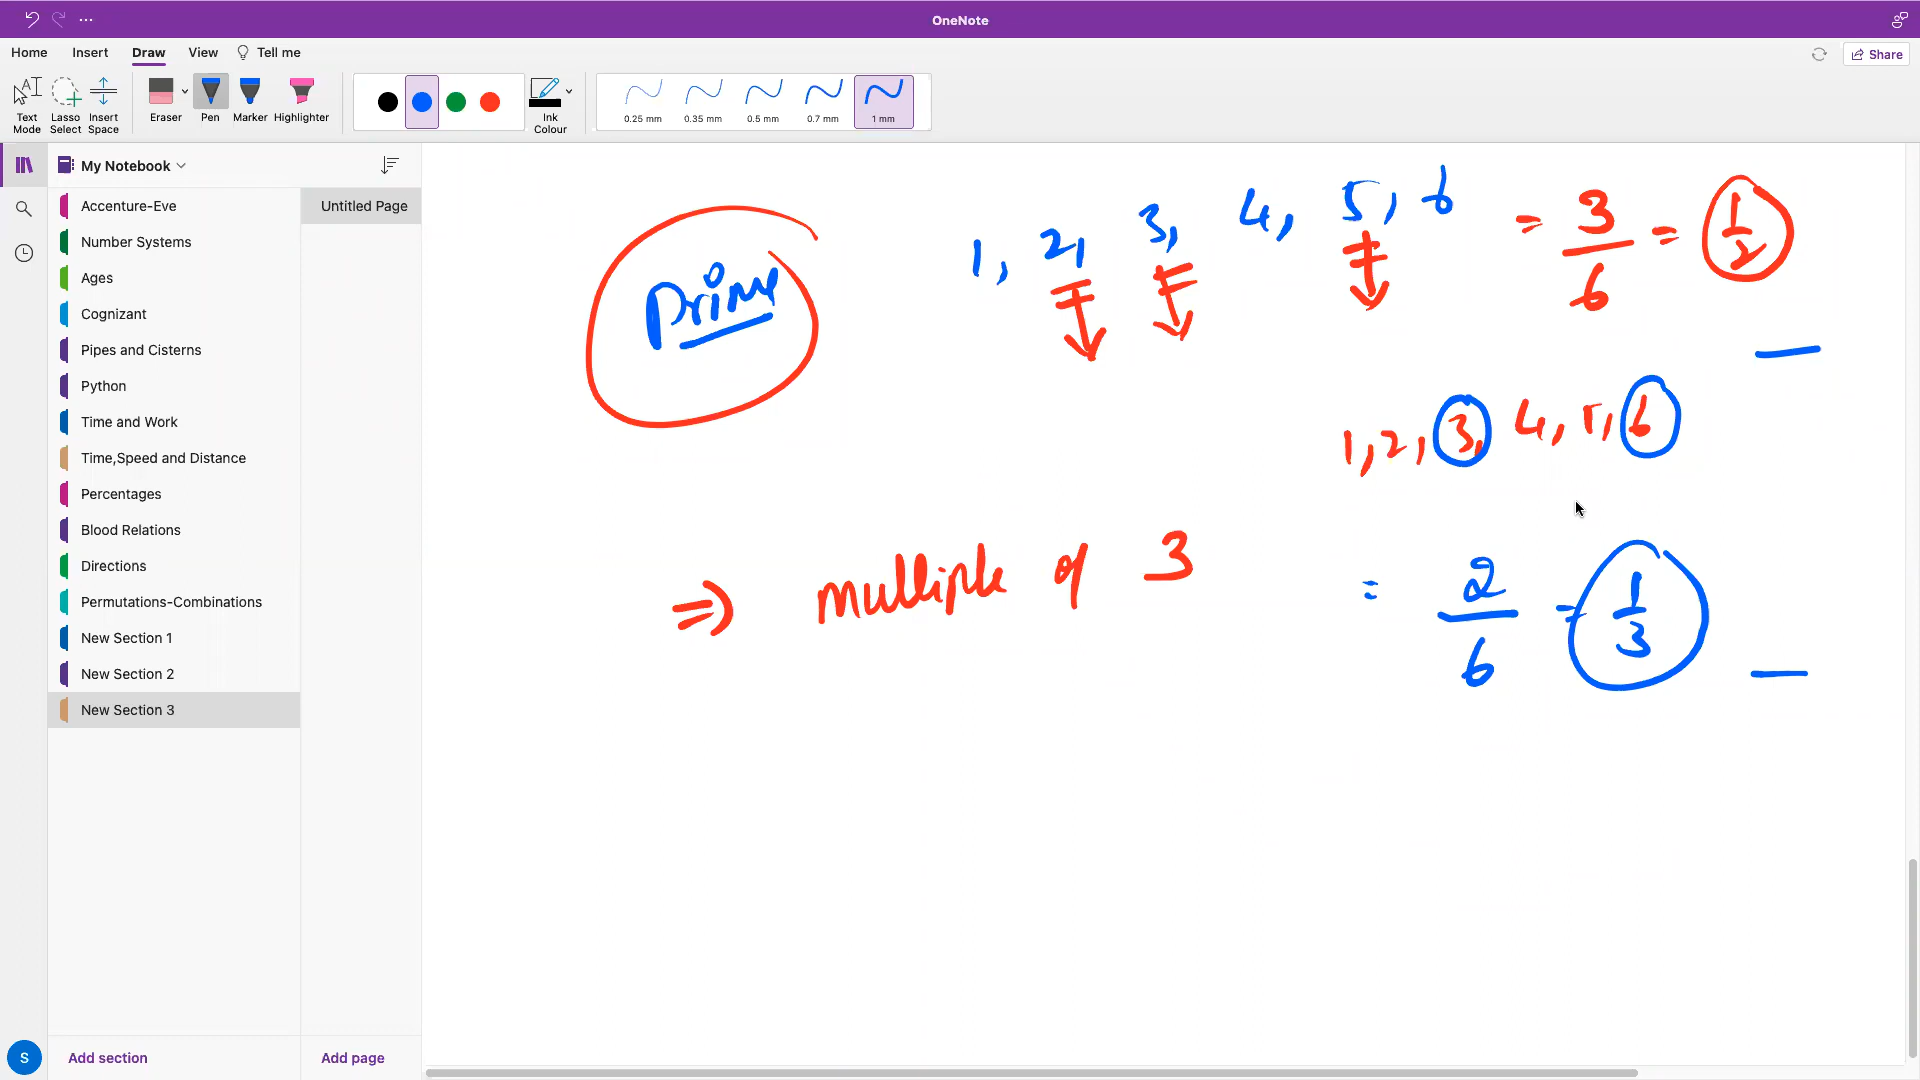 OneNote
Home Insert Draw View Tell me Share
Text Mode Lasso Select Insert Space Eraser Pen Marker Highlighter Ink Colour 0.25 mm 0.35 mm 0.5 mm 0.7 mm 1 mm
My Notebook
Accenture-Eve
Untitled Page
Number Systems
Ages
Cognizant
Pipes and Cisterns
Python
Time and Work
Time,Speed and Distance
Percentages
Blood Relations
Directions
Permutations-Combinations
New Section 1
New Section 2
New Section 3
S
Add section
Add page
Prime
1, 2, 3, 4, 5, 6 = 3/6 = 1/2
1, 2, 3, 4, 5, 6
⇒ multiple of 3 = 2/6 = 1/3